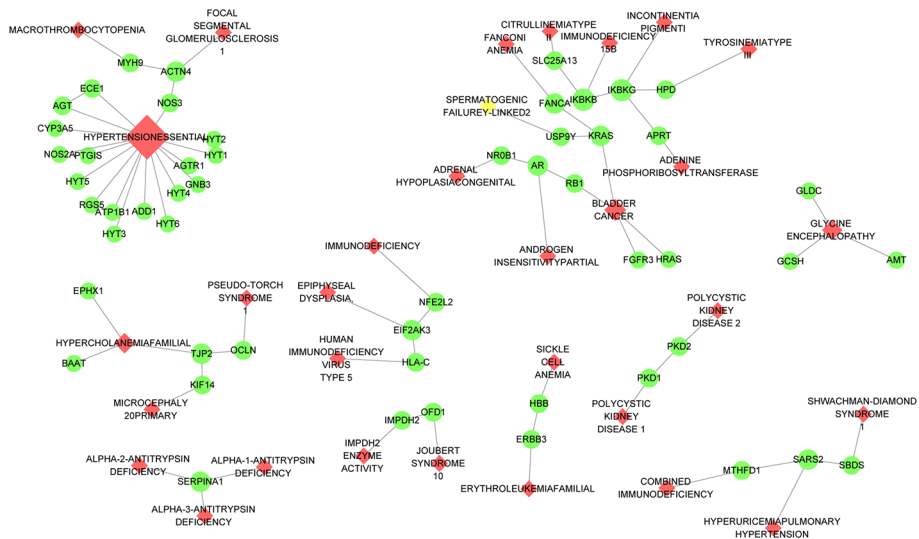 MACROTHROMBOCYTOPENIA
FOCAL
SEGMENTAL
GLOMERULOSCLEROSIS
1
MYH9
ACTN4
ECE1
NOS3
AGT
CYP3A5
HYPERTENSIONESSENTIAL
HYT2
NOS2A
PTGIS
HYT1
AGTR1
HYT5
GNB3
HYT4
RGS5
ATP1B1
ADD1
HYT6
HYT3
CITRULLINEMIATYPE
II
FANCONI
ANEMIA
IMMUNODEFICIENCY
15B
INCONTINENTIA
PIGMENTI
TYROSINEMIATYPE
III
SLC25A13
IKBKB
IKBKG
HPD
SPERMATOGENIC
FAILUREY-LINKED2
FANCA
USP9Y
KRAS
APRT
NR0B1
AR
ADENINE
PHOSPHORIBOSYLTRANSFERASE
ADRENAL
HYPOPLASIACONGENITAL
RB1
BLADDER
CANCER
ANDROGEN
INSENSITIVITYPARTIAL
FGFR3
HRAS
GLDC
GLYCINE
ENCEPHALOPATHY
GCSH
AMT
EPHX1
PSEUDO-TORCH
SYNDROME
1
HYPERCHOLANEMIAFAMILIAL
BAAT
TJP2
OCLN
KIF14
MICROCEPHALY
20PRIMARY
IMMUNODEFICIENCY
EPIPHYSEAL
DYSPLASIA,
NFE2L2
EIF2AK3
HUMAN
IMMUNODEFICIENCY
VIRUS
TYPE 5
HLA-C
POLYCYSTIC
KIDNEY
DISEASE 2
PKD2
PKD1
POLYCYSTIC
KIDNEY
DISEASE 1
SICKLE
CELL
ANEMIA
HBB
ERBB3
ERYTHROLEUKEMIAFAMILIAL
IMPDH2
OFD1
IMPDH2
ENZYME
ACTIVITY
JOUBERT
SYNDROME
10
ALPHA-2-ANTITRYPSIN
DEFICIENCY
ALPHA-1-ANTITRYPSIN
DEFICIENCY
SERPINA1
ALPHA-3-ANTITRYPSIN
DEFICIENCY
SHWACHMAN-DIAMOND
SYNDROME
1
MTHFD1
SARS2
SBDS
COMBINED
IMMUNODEFICIENCY
HYPERURICEMIAPULMONARY
HYPERTENSION